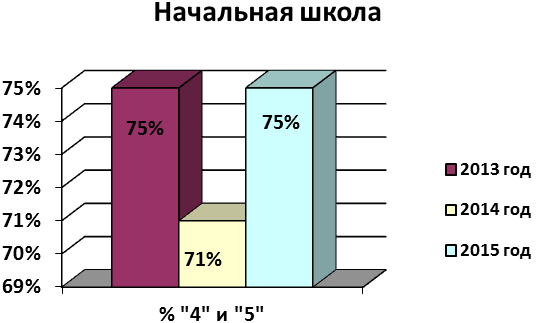 Начальная школа
75%
74%
73%
72%
71%
70%
69%
75%
71%
75%
% "4" и "5"
2013 год
2014 год
2015 год